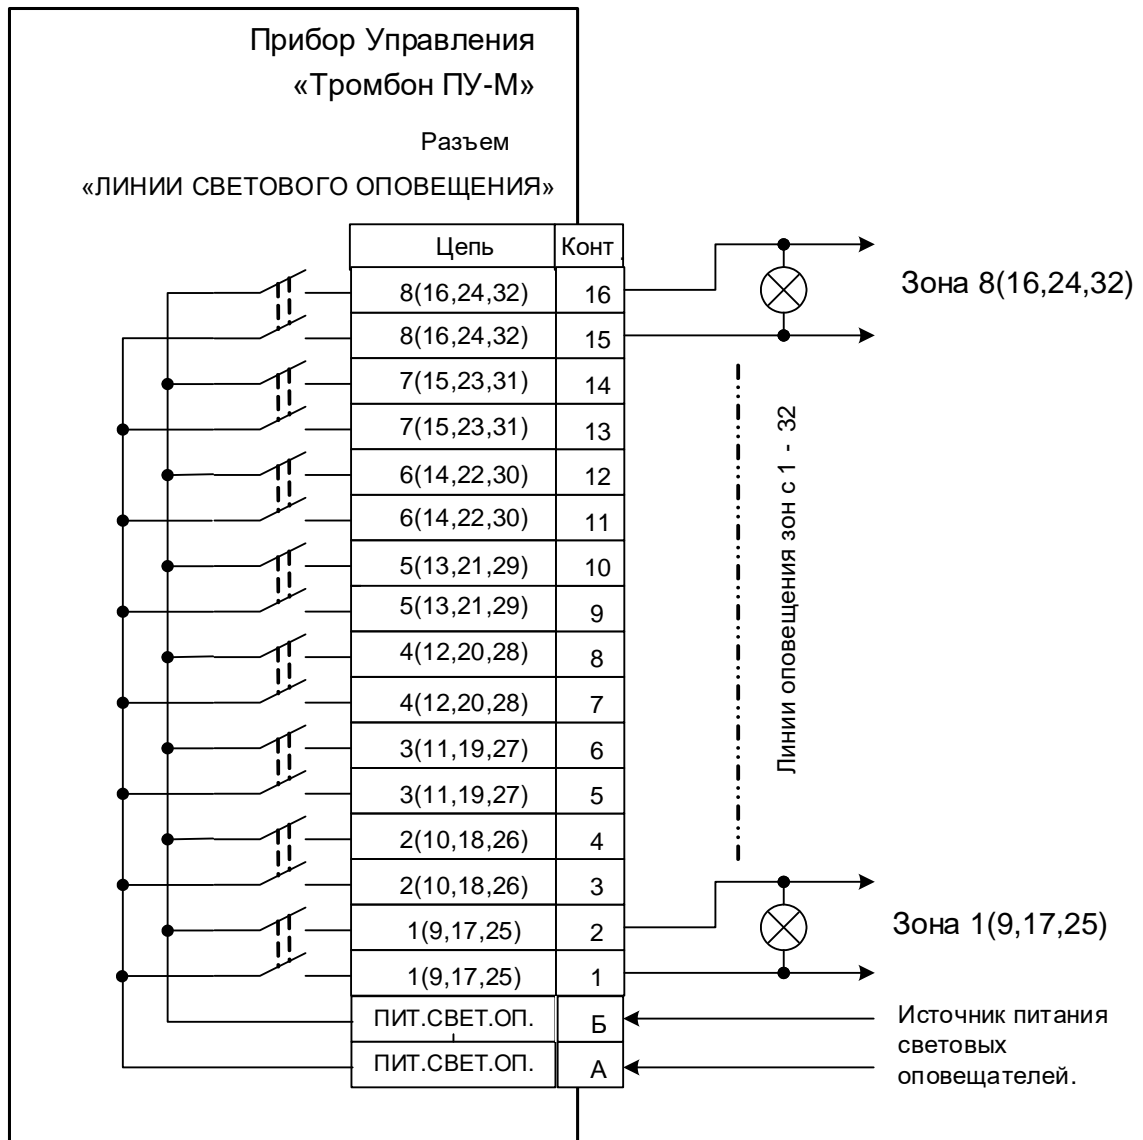 Прибор Управления
«Тромбон ПУ-М»
Разъем
«ЛИНИИ СВЕТОВОГО ОПОВЕЩЕНИЯ»
Цепь Конт
8(16,24,32) 16
8(16,24,32) 15
7(15,23,31) 14
7(15,23,31) 13
6(14,22,30) 12
6(14,22,30) 11
5(13,21,29) 10
5(13,21,29) 9
4(12,20,28) 8
4(12,20,28) 7
3(11,19,27) 6
3(11,19,27) 5
2(10,18,26) 4
2(10,18,26) 3
1(9,17,25) 2
1(9,17,25) 1
ПИТ.СВЕТ.ОП. Б
ПИТ.СВЕТ.ОП. А
Зона 8(16,24,32)
Линии оповещения зон с 1 - 32
Зона 1(9,17,25)
Источник питания
световых
оповещателей.